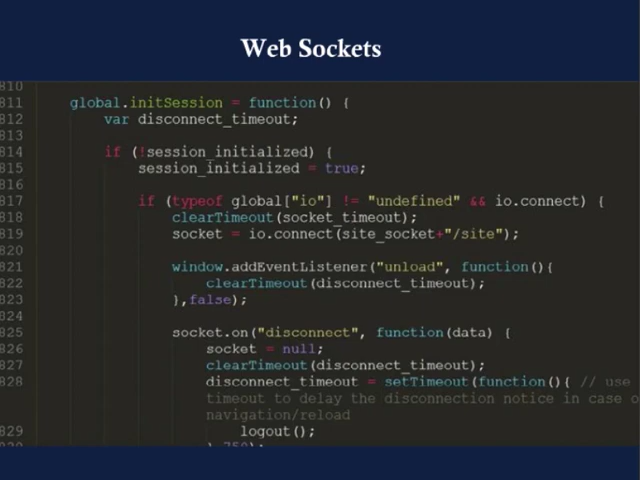 Web Sockets
810
811 global.initSession = function() {
812 var disconnect_timeout;
813
814 if (!session_initialized) {
815 session_initialized = true;
816
817 if (typeof global["io"] != "undefined" && io.connect) {
818 clearTimeout(socket_timeout);
819 socket = io.connect(site_socket+"/site");
820
821 window.addEventListener("unload", function(){
822 clearTimeout(disconnect_timeout);
823 },false);
824
825 socket.on("disconnect", function(data) {
826 socket = null;
827 clearTimeout(disconnect_timeout);
828 disconnect_timeout = setTimeout(function(){ // use
timeout to delay the disconnection notice in case o
navigation/reload
829 logout();
}, 750);